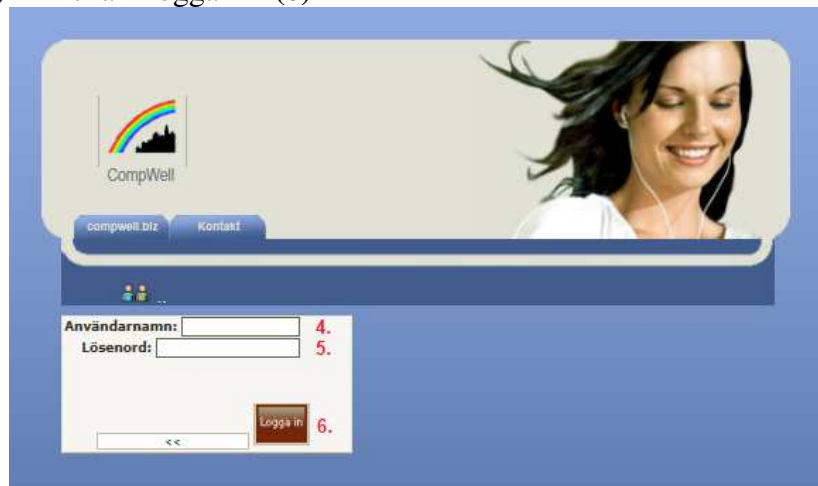 CompWell
compwell.biz Kontakt
..
Användarnamn: 4.
Lösenord: 5.
Logga in 6.
<<